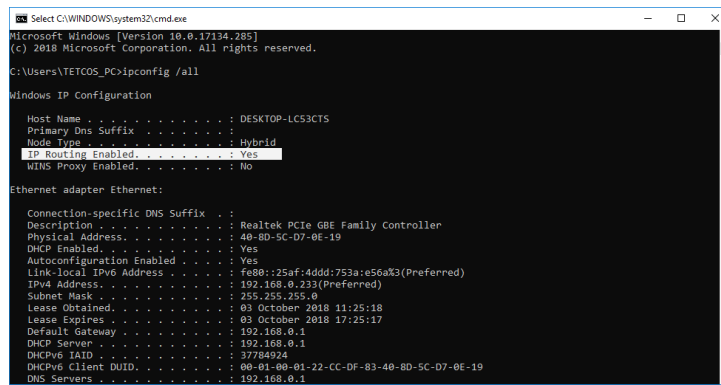 Select C:\WINDOWS\system32\cmd.exe
Microsoft Windows [Version 10.0.17134.285]
(c) 2018 Microsoft Corporation. All rights reserved.
C:\Users\TETCOS_PC>ipconfig /all
Windows IP Configuration
Host Name . . . . . . . . . . . . : DESKTOP-LC53CTS
Primary Dns Suffix . . . . . . . :
Node Type . . . . . . . . . . . . : Hybrid
IP Routing Enabled. . . . . . . . : Yes
WINS Proxy Enabled. . . . . . . . : No
Ethernet adapter Ethernet:
Connection-specific DNS Suffix . :
Description . . . . . . . . . . . : Realtek PCIe GBE Family Controller
Physical Address. . . . . . . . . : 40-8D-5C-D7-0E-19
DHCP Enabled. . . . . . . . . . . : Yes
Autoconfiguration Enabled . . . . : Yes
Link-local IPv6 Address . . . . . : fe80::25af:4ddd:753a:e56a%3(Preferred)
IPv4 Address. . . . . . . . . . . : 192.168.0.233(Preferred)
Subnet Mask . . . . . . . . . . . : 255.255.255.0
Lease Obtained. . . . . . . . . . : 03 October 2018 11:25:18
Lease Expires . . . . . . . . . . : 03 October 2018 17:25:17
Default Gateway . . . . . . . . . : 192.168.0.1
DHCP Server . . . . . . . . . . . : 192.168.0.1
DHCPv6 IAID . . . . . . . . . . . : 37784924
DHCPv6 Client DUID. . . . . . . . : 00-01-00-01-22-CC-DF-83-40-8D-5C-D7-0E-19
DNS Servers . . . . . . . . . . . : 192.168.0.1